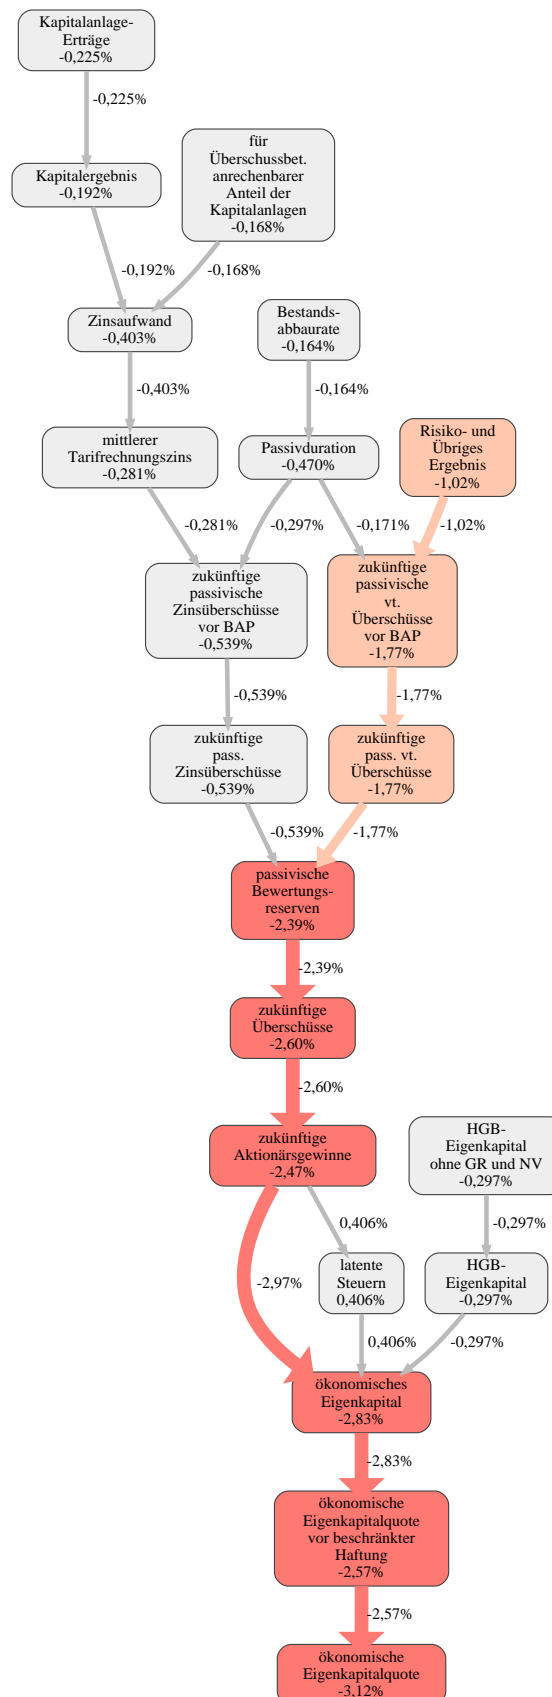 Kapitalanlage-
Erträge
-0,225%
-0,225%
für
Überschussbet.
anrechenbarer
Anteil der
Kapitalanlagen
-0,168%
Kapitalergebnis
-0,192%
-0,192%
-0,168%
Zinsaufwand
-0,403%
Bestands-
abbaurate
-0,164%
-0,403%
-0,164%
mittlerer
Tarifrechnungszins
-0,281%
Passivduration
-0,470%
Risiko- und
Übriges
Ergebnis
-1,02%
-0,281%
-0,297%
-0,171%
-1,02%
zukünftige
passivische
Zinsüberschüsse
vor BAP
-0,539%
zukünftige
passivische
vt.
Überschüsse
vor BAP
-1,77%
-0,539%
-1,77%
zukünftige
pass.
Zinsüberschüsse
-0,539%
zukünftige
pass. vt.
Überschüsse
-1,77%
-0,539%
-1,77%
passivische
Bewertungs-
reserven
-2,39%
-2,39%
zukünftige
Überschüsse
-2,60%
-2,60%
zukünftige
Aktionärsgewinne
-2,47%
HGB-
Eigenkapital
ohne GR und NV
-0,297%
0,406%
-0,297%
-2,97%
latente
Steuern
0,406%
HGB-
Eigenkapital
-0,297%
0,406%
-0,297%
ökonomisches
Eigenkapital
-2,83%
-2,83%
ökonomische
Eigenkapitalquote
vor beschränkter
Haftung
-2,57%
-2,57%
ökonomische
Eigenkapitalquote
-3,12%